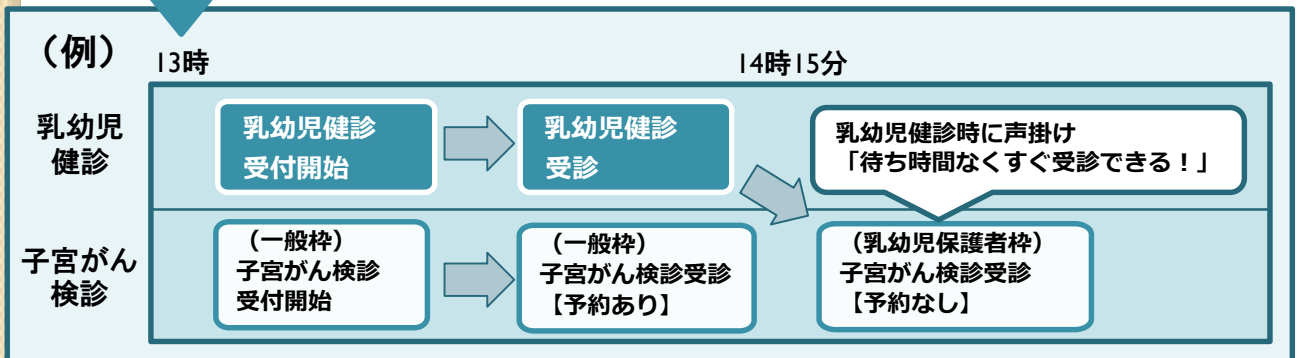 （例）
13時
14時15分
乳幼児
健診
乳幼児健診
受付開始
乳幼児健診
受診
乳幼児健診時に声掛け
「待ち時間なくすぐ受診できる！」
子宮がん
検診
（一般枠）
子宮がん検診
受付開始
（一般枠）
子宮がん検診受診
【予約あり】
（乳幼児保護者枠）
子宮がん検診受診
【予約なし】